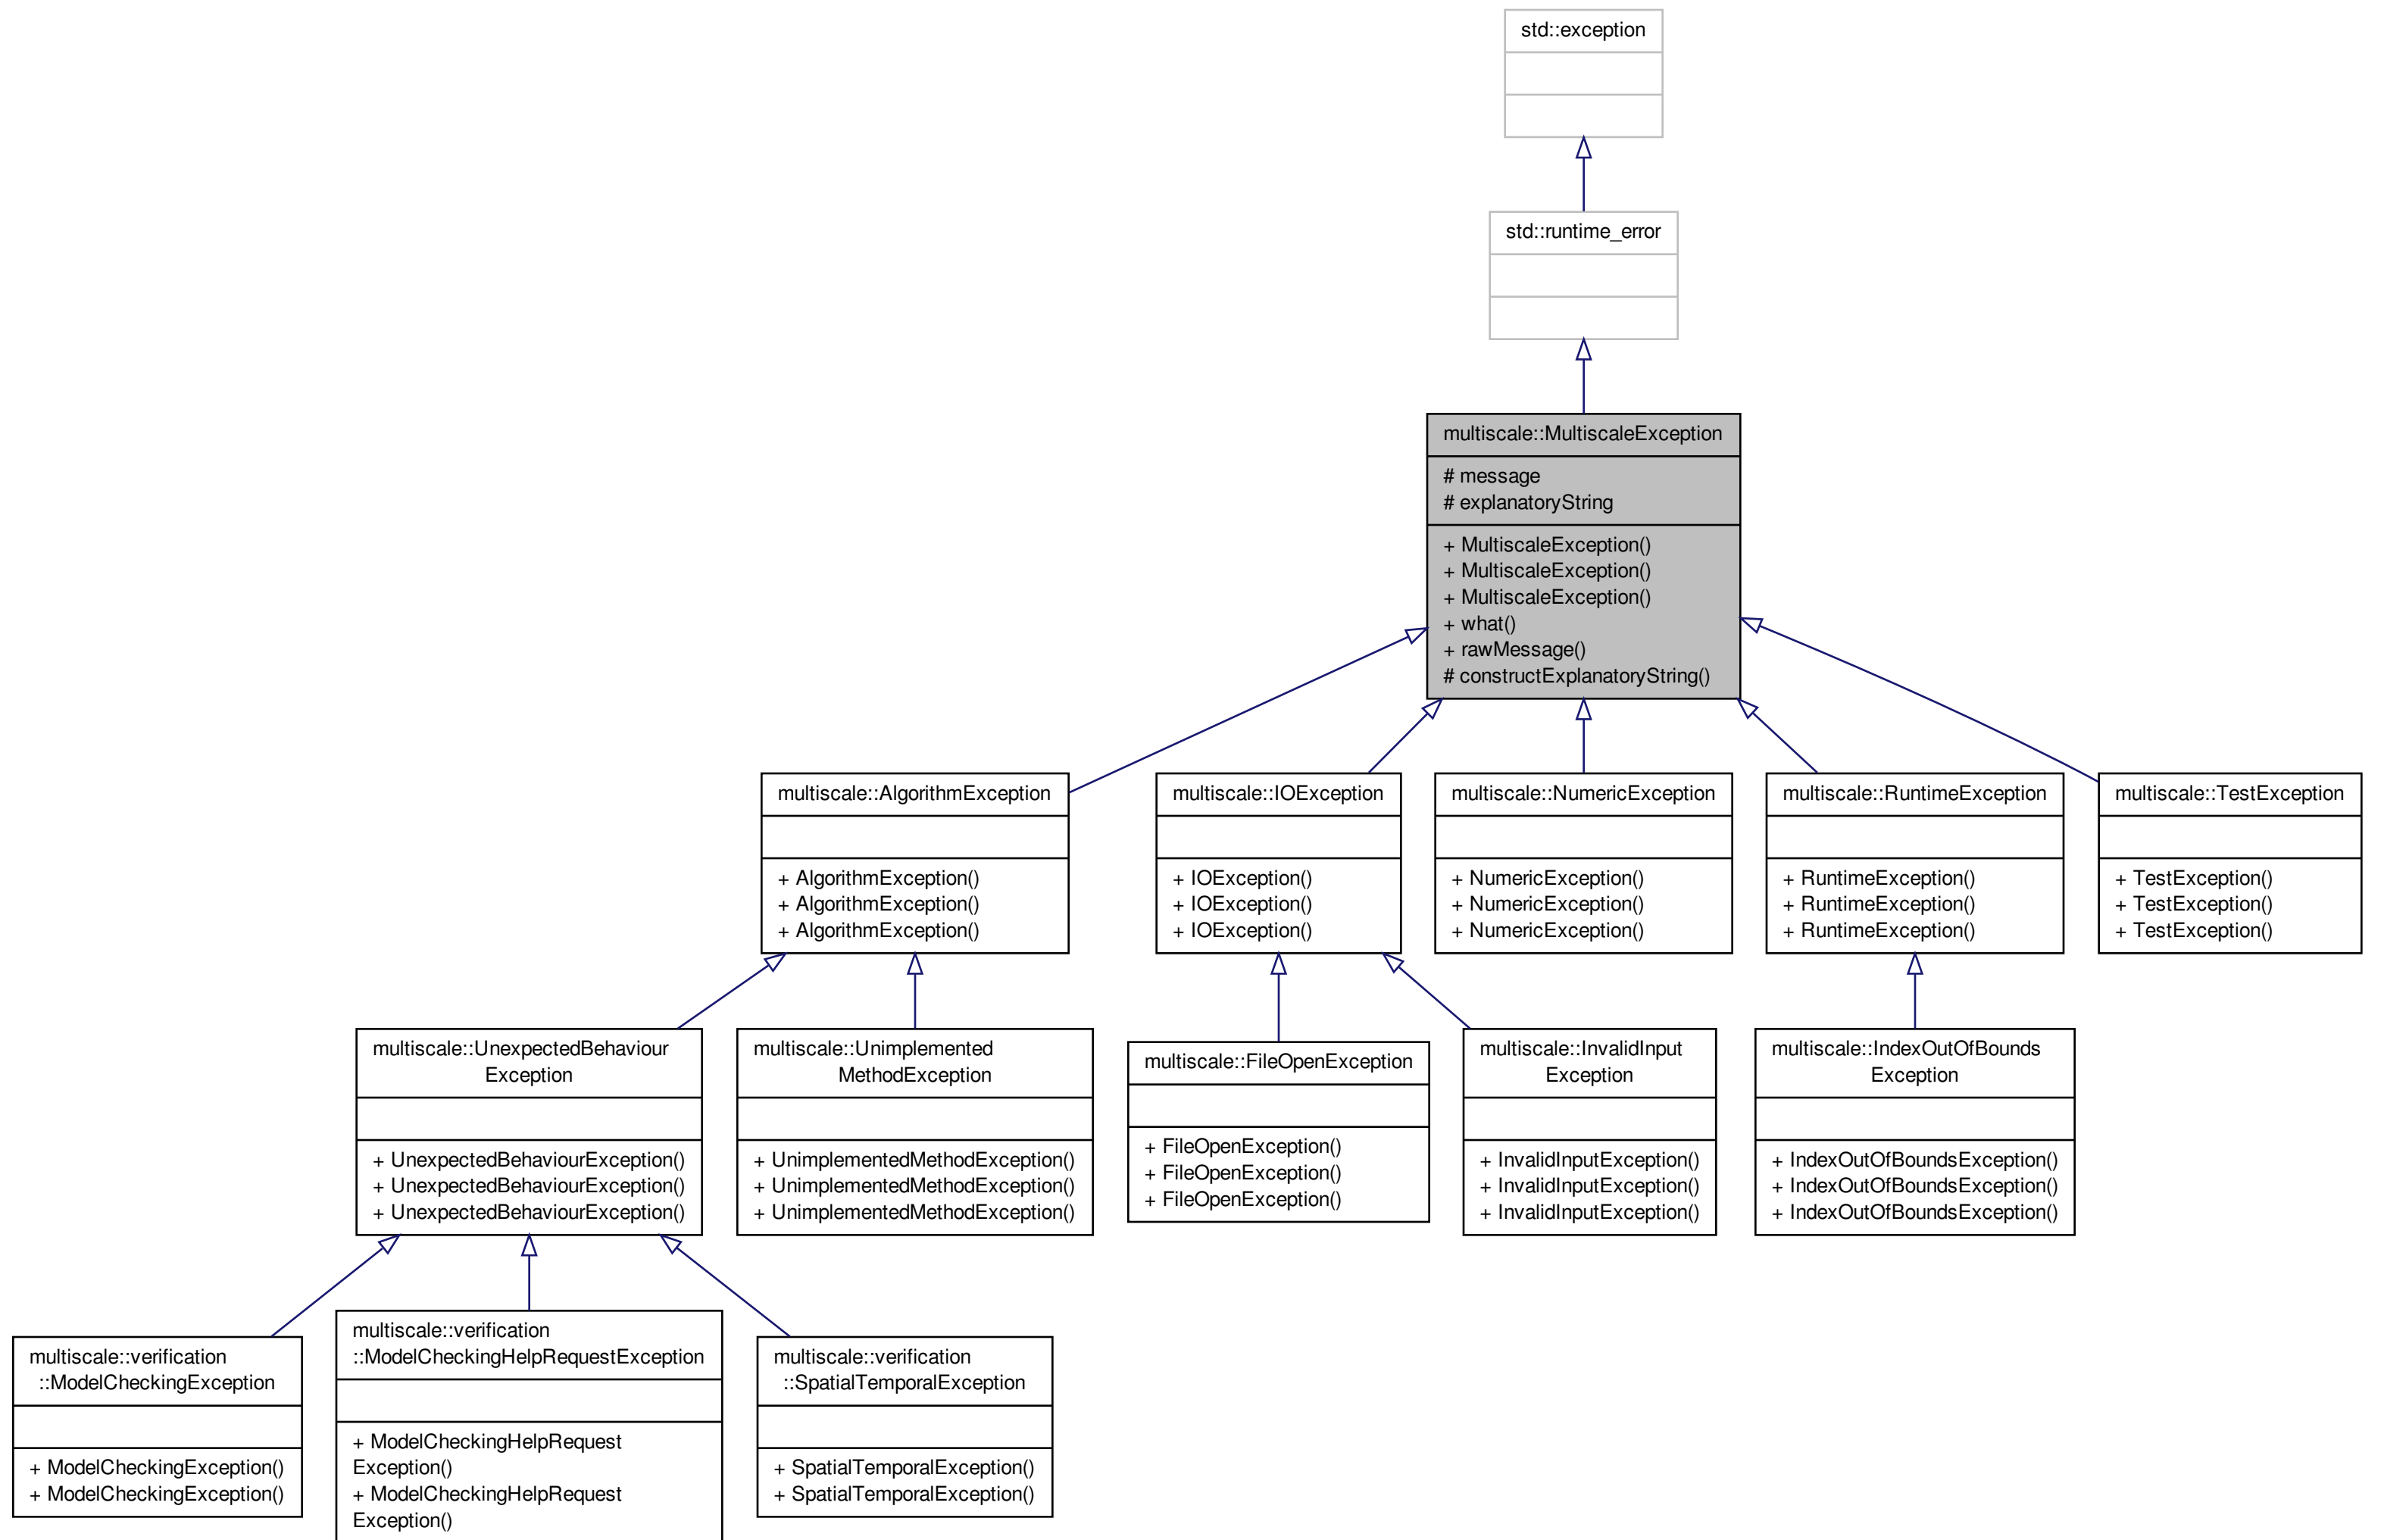 std::exception
std::runtime_error
multiscale::MultiscaleException
# message
# explanatoryString
+ MultiscaleException()
+ MultiscaleException()
+ MultiscaleException()
+ what()
+ rawMessage()
# constructExplanatoryString()
multiscale::AlgorithmException
+ AlgorithmException()
+ AlgorithmException()
+ AlgorithmException()
multiscale::IOException
+ IOException()
+ IOException()
+ IOException()
multiscale::NumericException
+ NumericException()
+ NumericException()
+ NumericException()
multiscale::RuntimeException
+ RuntimeException()
+ RuntimeException()
+ RuntimeException()
multiscale::TestException
+ TestException()
+ TestException()
+ TestException()
multiscale::UnexpectedBehaviour
Exception
+ UnexpectedBehaviourException()
+ UnexpectedBehaviourException()
+ UnexpectedBehaviourException()
multiscale::Unimplemented
MethodException
+ UnimplementedMethodException()
+ UnimplementedMethodException()
+ UnimplementedMethodException()
multiscale::FileOpenException
+ FileOpenException()
+ FileOpenException()
+ FileOpenException()
multiscale::InvalidInput
Exception
+ InvalidInputException()
+ InvalidInputException()
+ InvalidInputException()
multiscale::IndexOutOfBounds
Exception
+ IndexOutOfBoundsException()
+ IndexOutOfBoundsException()
+ IndexOutOfBoundsException()
multiscale::verification
::ModelCheckingException
+ ModelCheckingException()
+ ModelCheckingException()
multiscale::verification
::ModelCheckingHelpRequestException
+ ModelCheckingHelpRequest
Exception()
+ ModelCheckingHelpRequest
Exception()
multiscale::verification
::SpatialTemporalException
+ SpatialTemporalException()
+ SpatialTemporalException()